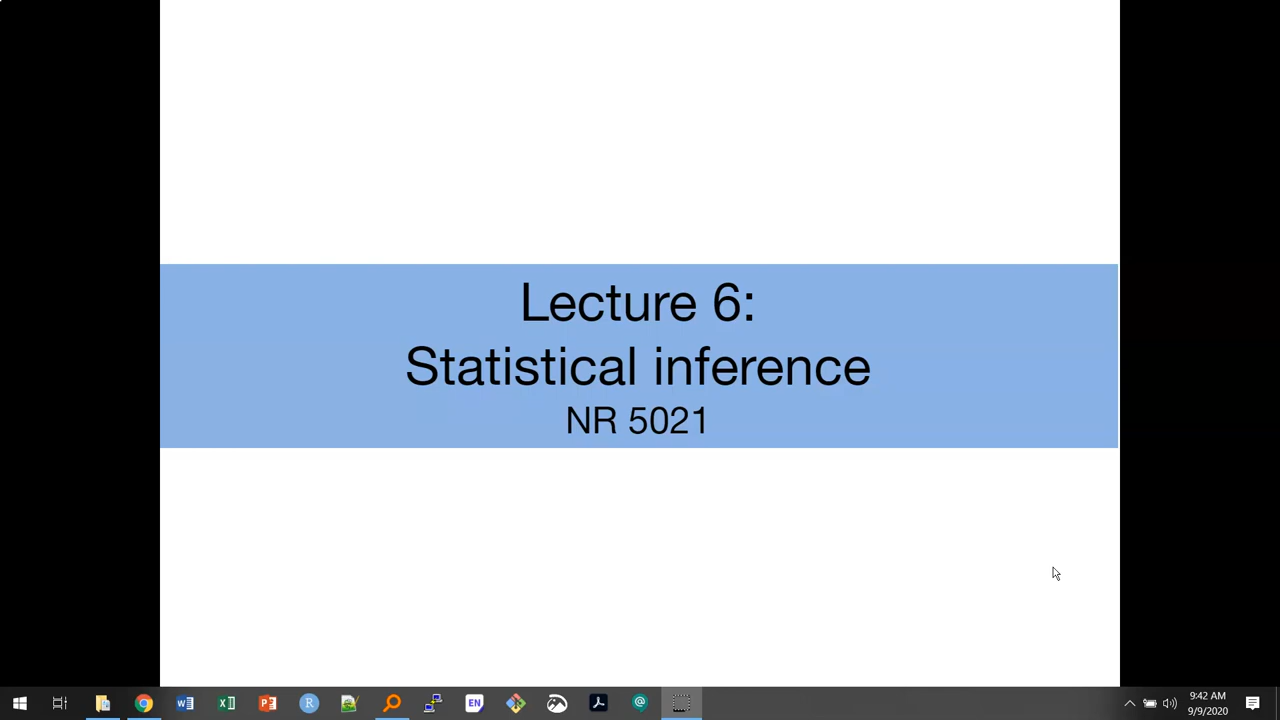 Lecture 6:
Statistical inference
NR 5021
EN
9:42 AM
9/9/2020